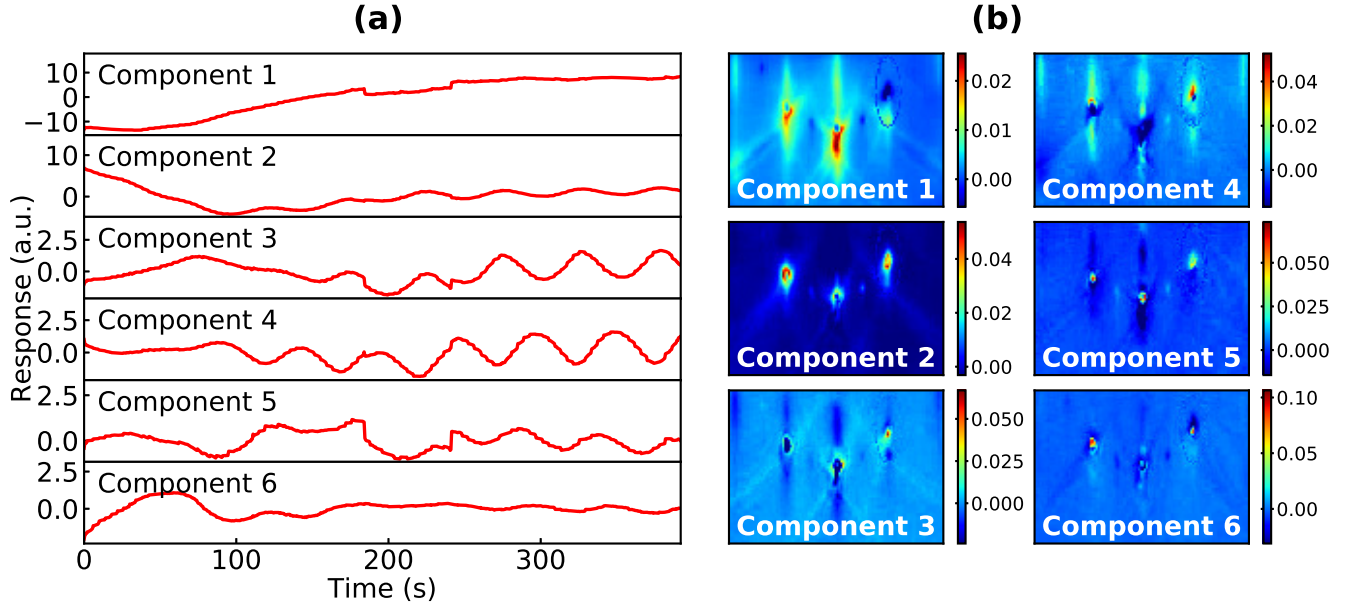 (a)
Response (a.u.)
Component 1
10
0
−10
Component 2
10
0
Component 3
2.5
0.0
Component 4
2.5
0.0
Component 5
2.5
0.0
Component 6
2.5
0.0
0 100 200 300
Time (s)
(b)
Component 1
0.02
0.01
0.00
Component 4
0.04
0.02
0.00
Component 2
0.04
0.02
0.00
Component 5
0.050
0.025
0.000
Component 3
0.050
0.025
0.000
Component 6
0.10
0.05
0.00